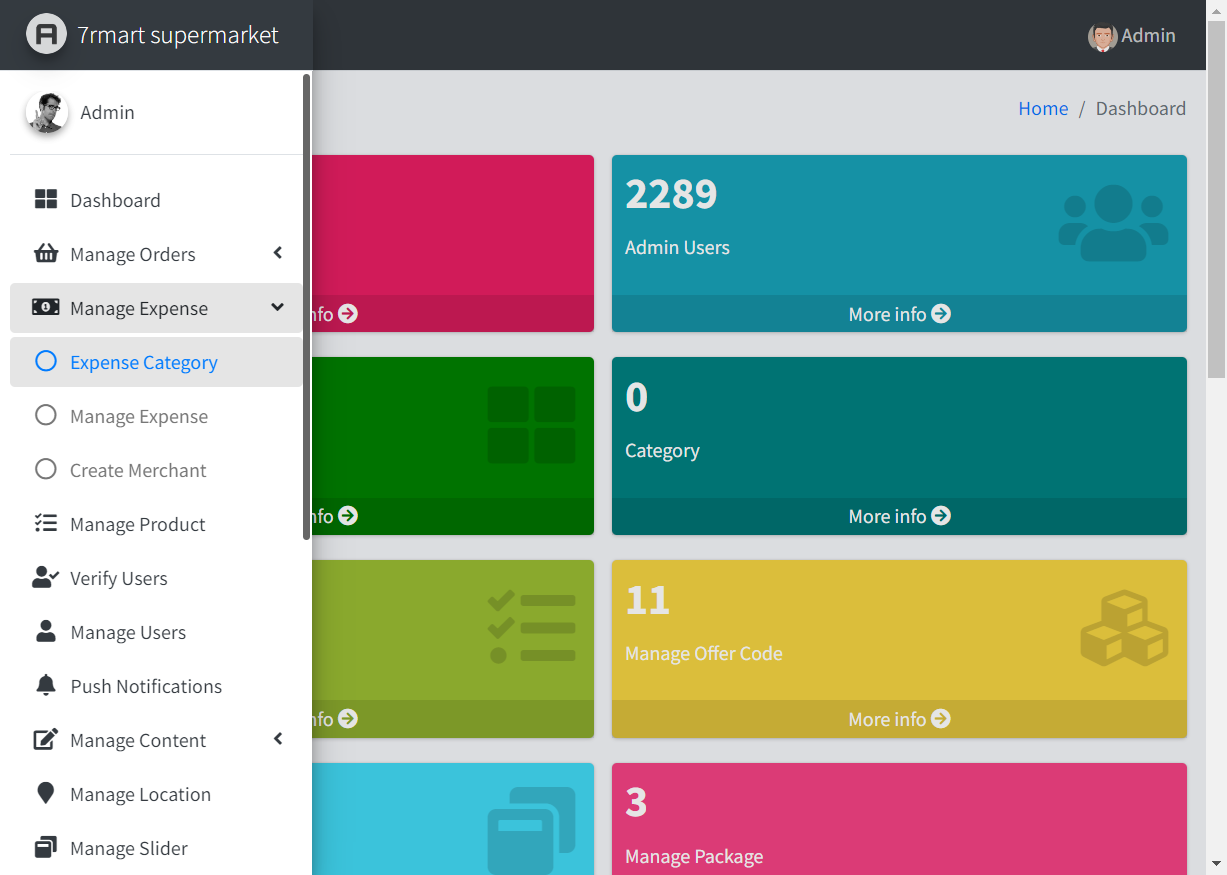 7rmart supermarket
Admin
Admin
Home / Dashboard
Dashboard
Manage Orders
Manage Expense
Expense Category
Manage Expense
Create Merchant
Manage Product
Verify Users
Manage Users
Push Notifications
Manage Content
Manage Location
Manage Slider
2289
Admin Users
nfo
More info
0
Category
nfo
More info
11
Manage Offer Code
nfo
More info
3
Manage Package